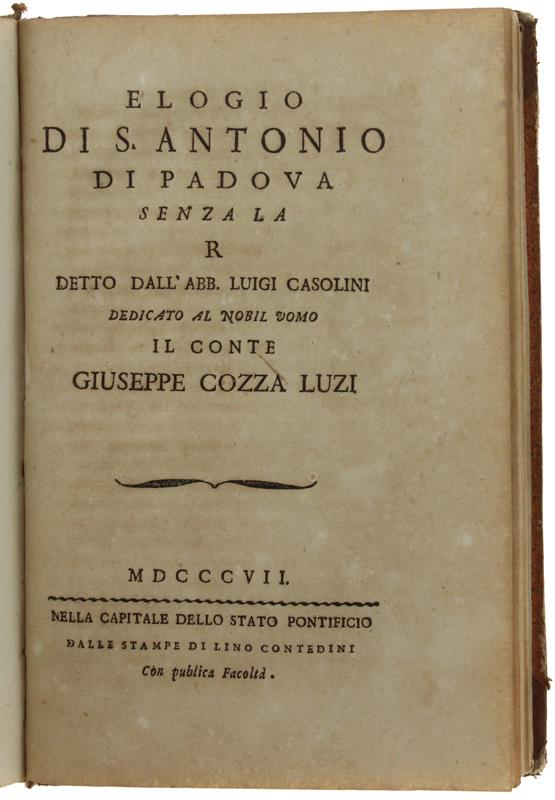 ELOGIO
DI S. ANTONIO
DI PADOVA
SENZA LA
R
DETTO DALL' ABB. LUIGI CASOLINI
DEDICATO AL NOBIL UOMO
IL CONTE
GIUSEPPE COZZA LUZI
MDCCCVII.
NELLA CAPITALE DELLO STATO PONTIFICIO
DALLE STAMPE DI LINO CONTEDINI
Con publica Facoltà.